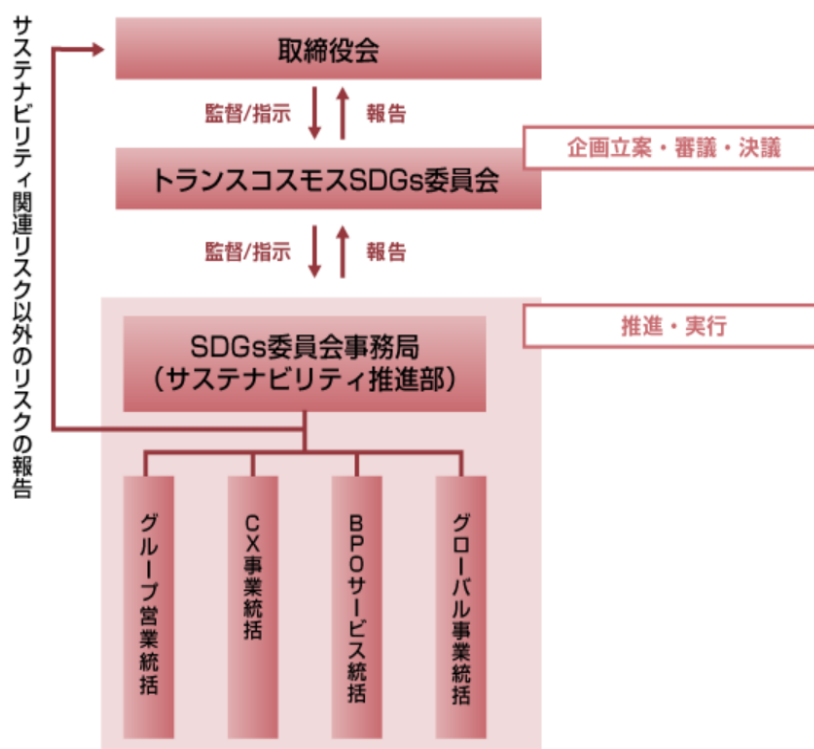 サステナビリティ関連リスク以外のリスクの報告
取締役会
監督/指示
報告
企画立案・審議・決議
トランスコスモスSDGs委員会
監督/指示
報告
推進・実行
SDGs委員会事務局
（サステナビリティ推進部）
グループ営業統括
CX事業統括
BPOサービス統括
グローバル事業統括